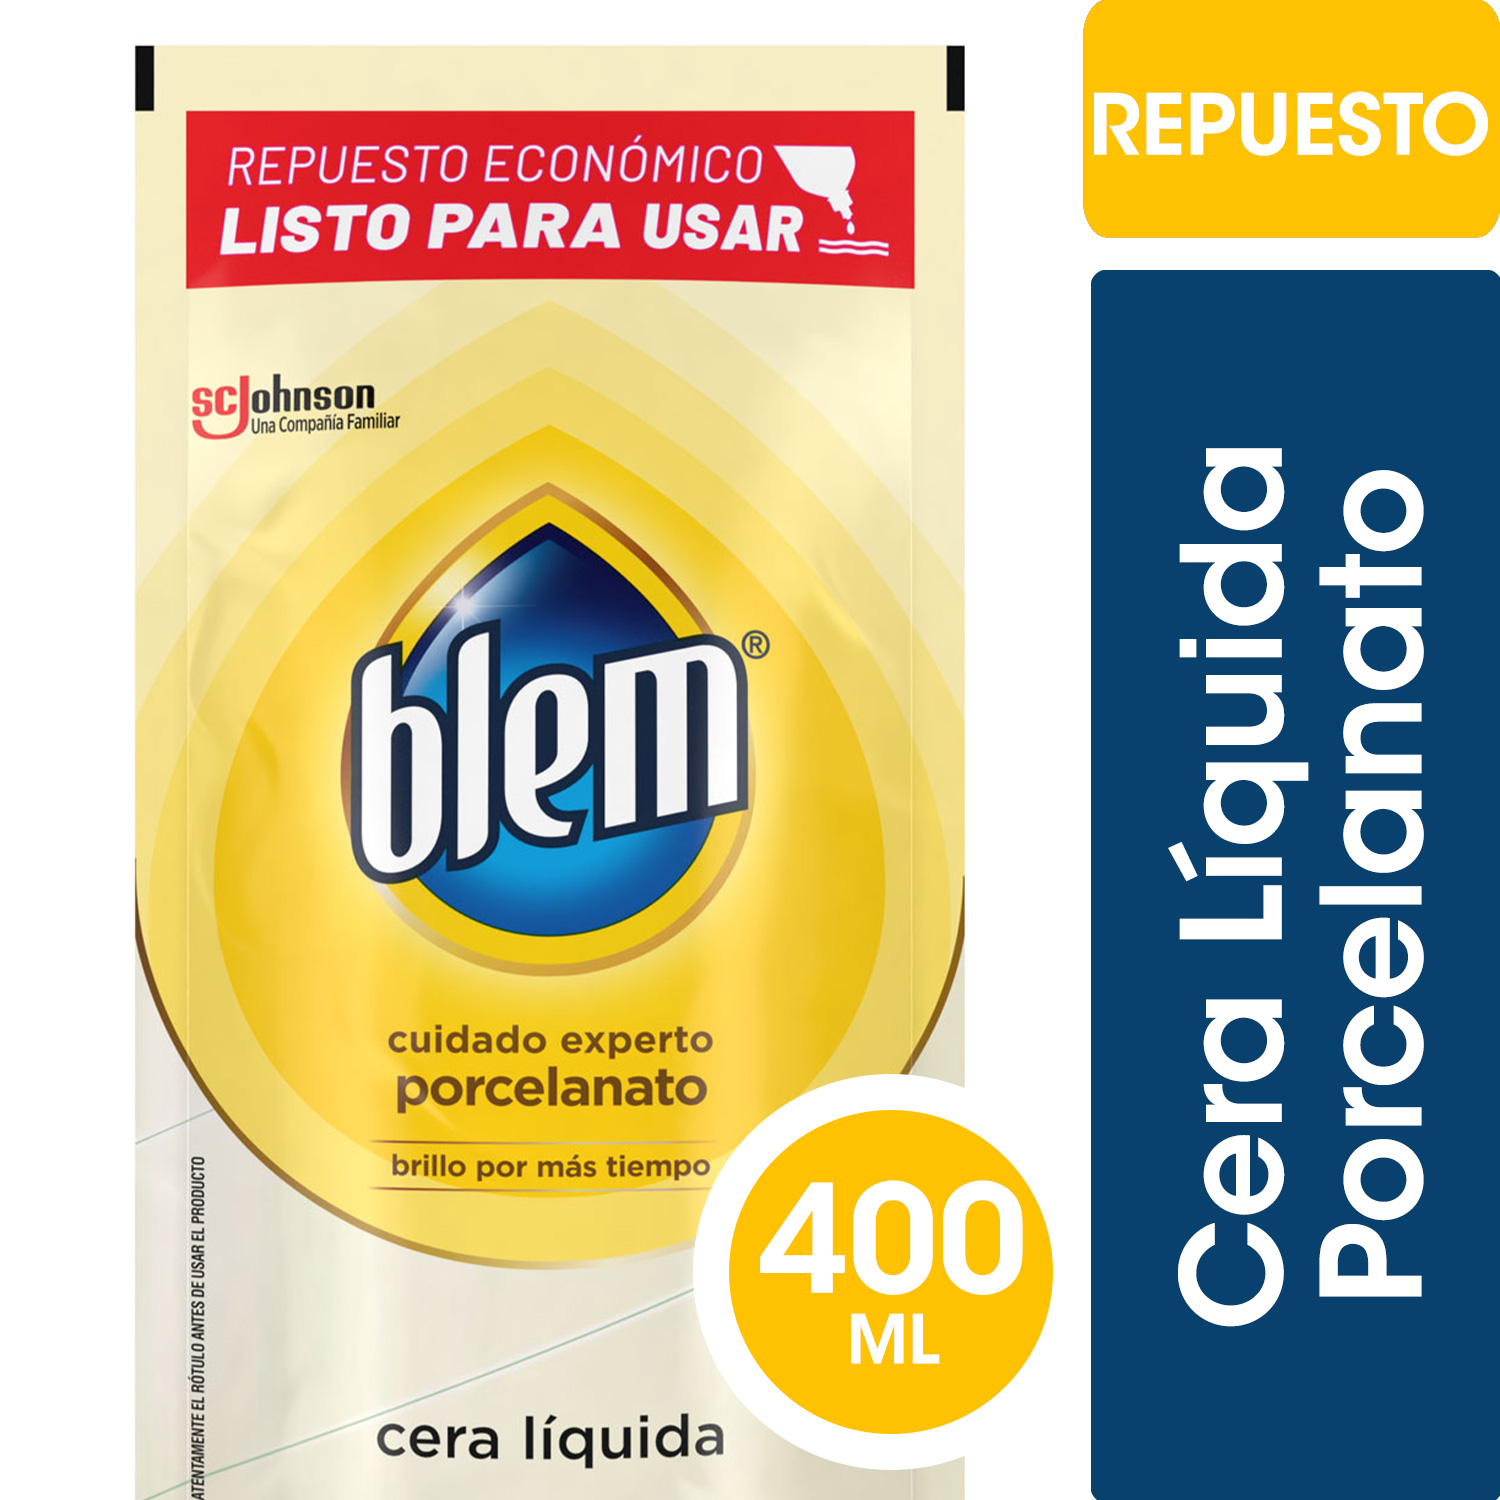 REPUESTO ECONÓMICO
LISTO PARA USAR
scJohnson
Una Compañía Familiar
blem®
cuidado experto
porcelanato
brillo por más tiempo
cera líquida
ATENTAMENTE EL RÓTULO ANTES DE USAR EL PRODUCTO
400
ML
REPUESTO
Cera Líquida
Porcelanato